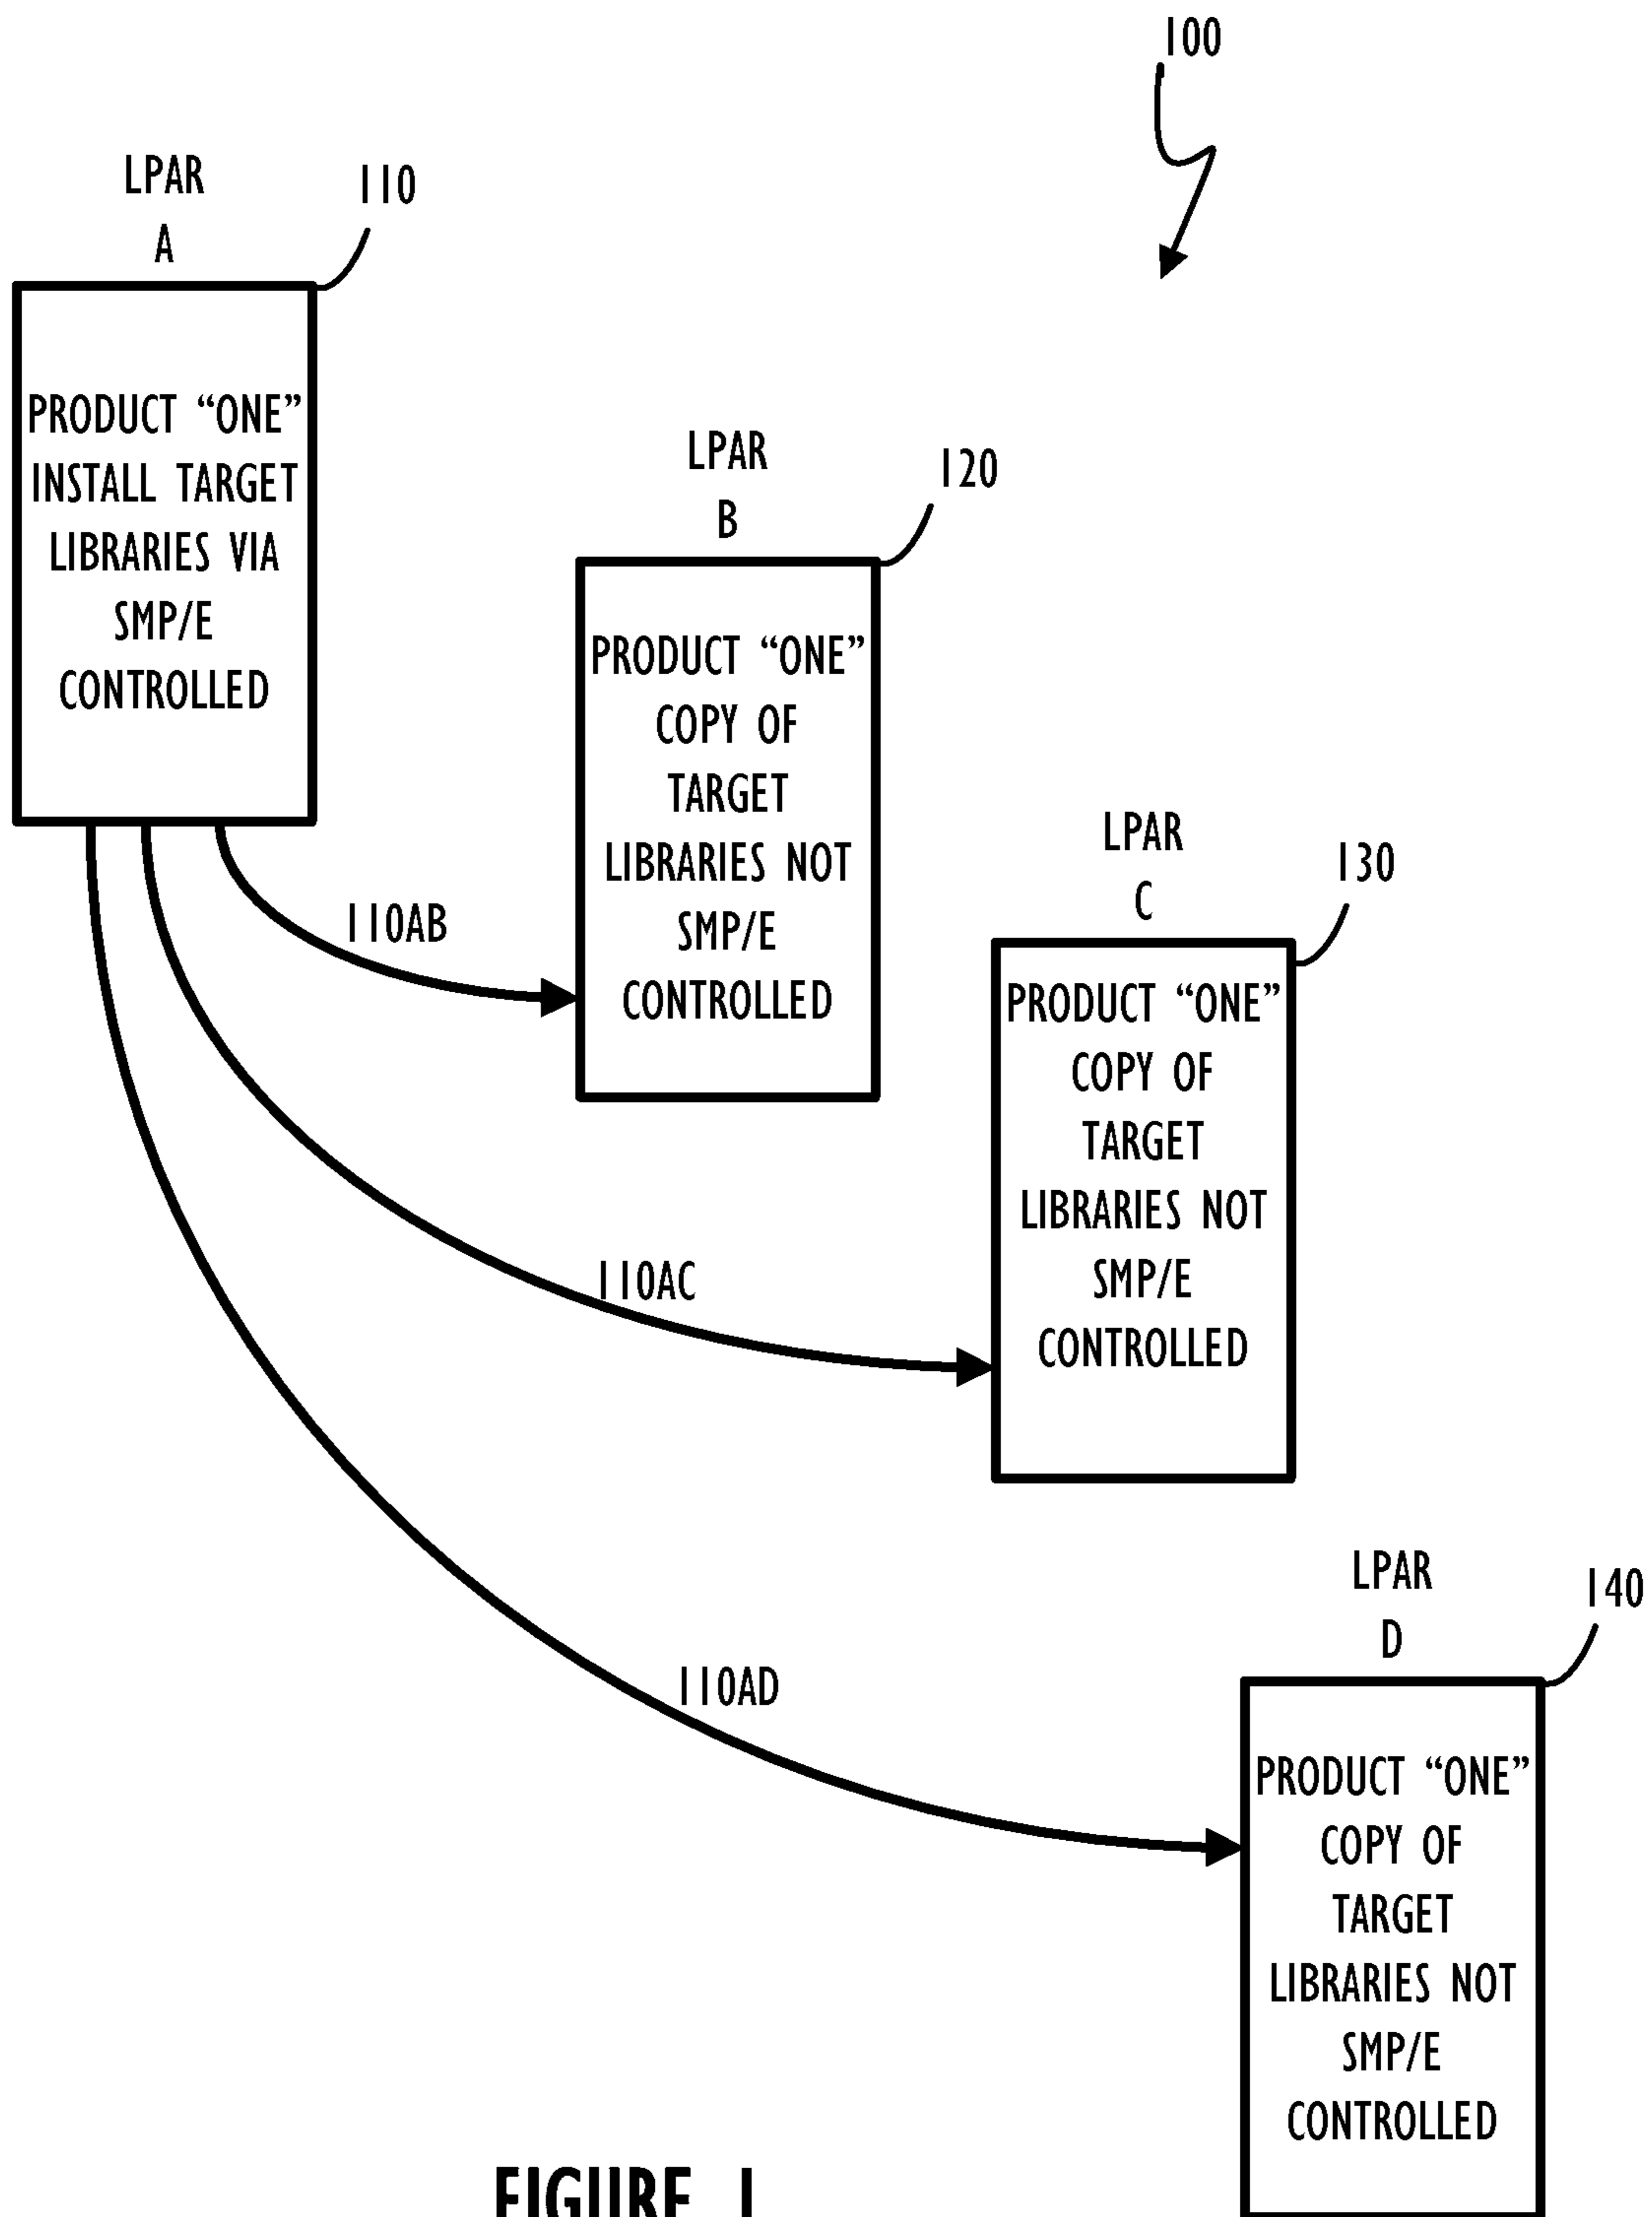 100
LPAR
A
110
PRODUCT “ONE”
INSTALL TARGET
LIBRARIES VIA
SMP/E
CONTROLLED
LPAR
B
120
PRODUCT “ONE”
COPY OF
TARGET
LIBRARIES NOT
SMP/E
CONTROLLED
110AB
LPAR
C
130
PRODUCT “ONE”
COPY OF
TARGET
LIBRARIES NOT
SMP/E
CONTROLLED
110AC
LPAR
D
140
PRODUCT “ONE”
COPY OF
TARGET
LIBRARIES NOT
SMP/E
CONTROLLED
110AD
FIGURE 1